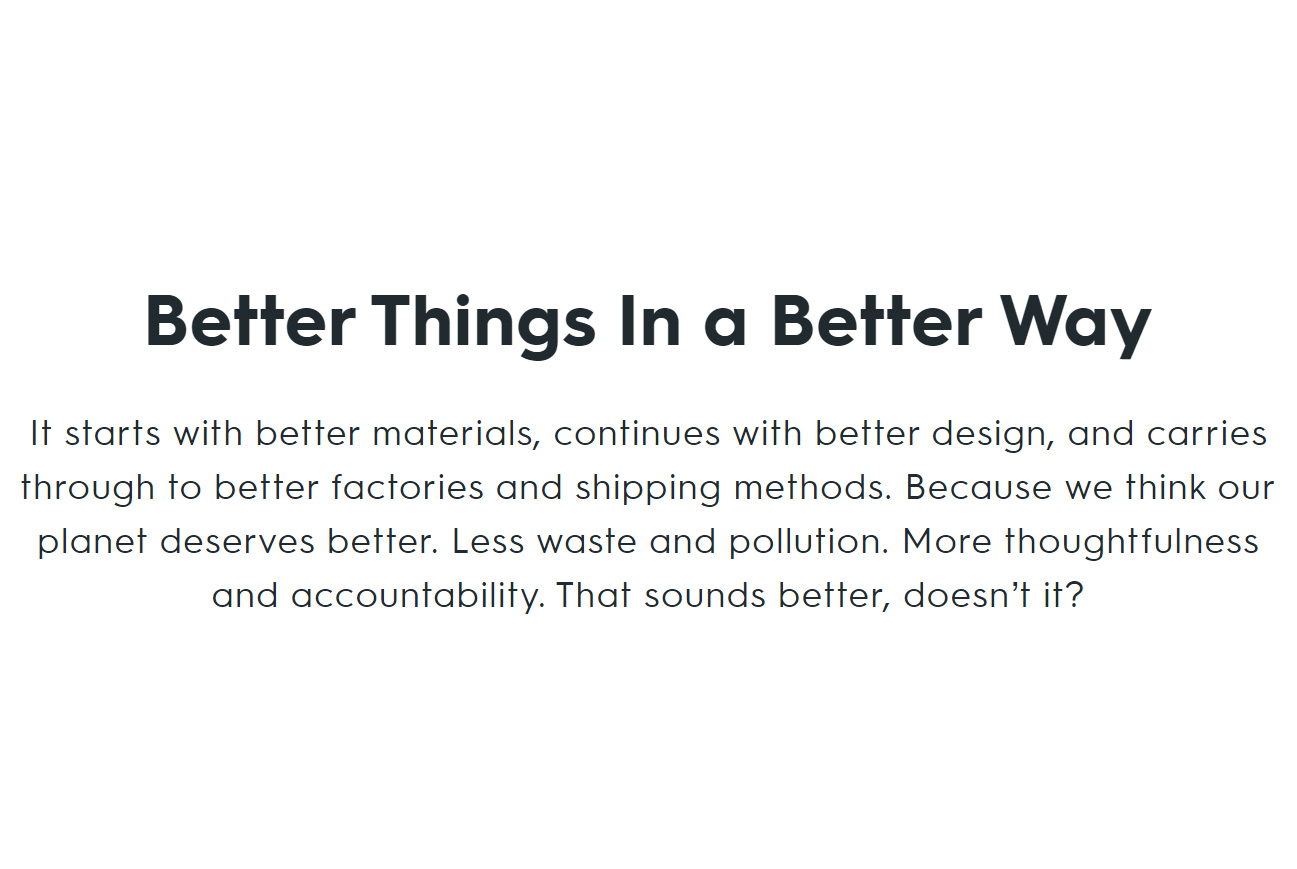 Better Things In a Better Way
It starts with better materials, continues with better design, and carries
through to better factories and shipping methods. Because we think our
planet deserves better. Less waste and pollution. More thoughtfulness
and accountability. That sounds better, doesn’t it?